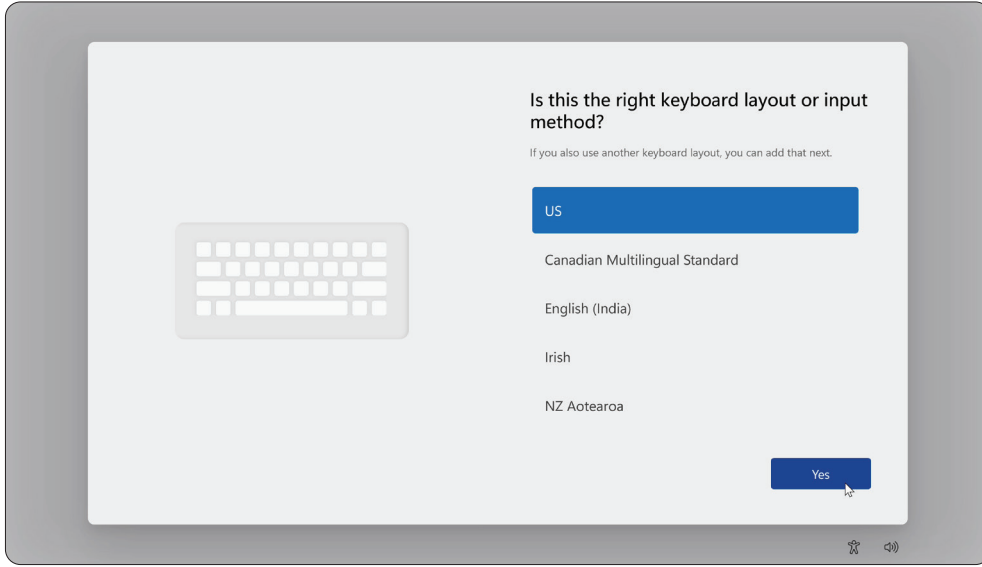 Is this the right keyboard layout or input
method?
If you also use another keyboard layout, you can add that next.
US
Canadian Multilingual Standard
English (India)
Irish
NZ Aotearoa
Yes